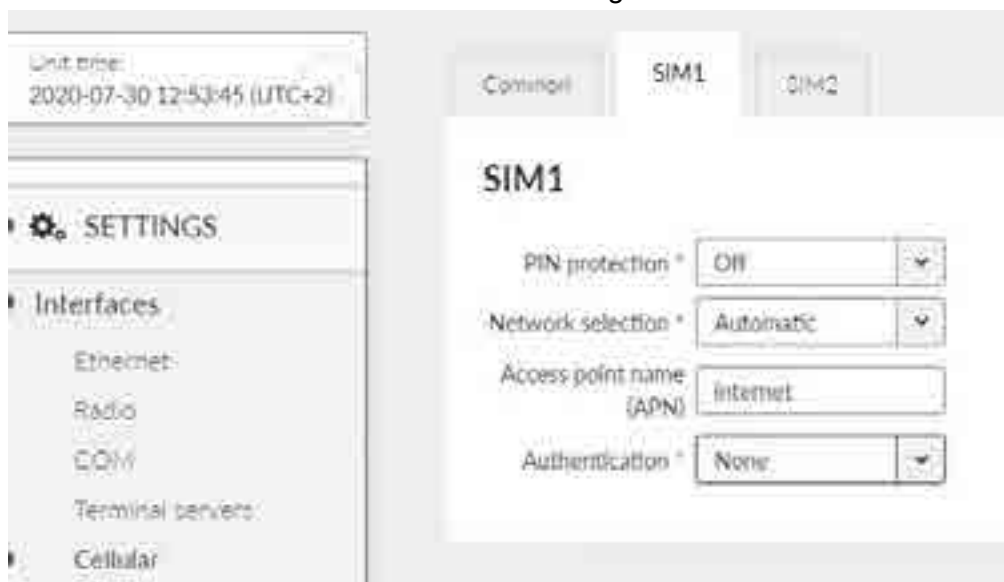 Unit time:
2020-07-30 12:53:45 (UTC+2)
SETTINGS
Interfaces
Ethernet
Radio
COM
Terminal servers
Cellular
Common
SIM1
SIM2
SIM1
PIN protection * Off
Network selection * Automatic
Access point name
(APN)
internet
Authentication * None